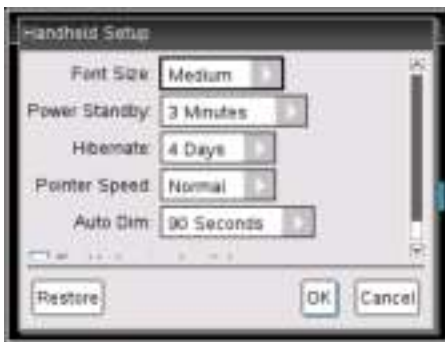 Handheld Setup
Font Size: Medium
Power Standby: 3 Minutes
Hibernate: 4 Days
Pointer Speed: Normal
Auto Dim: 90 Seconds
Restore OK Cancel